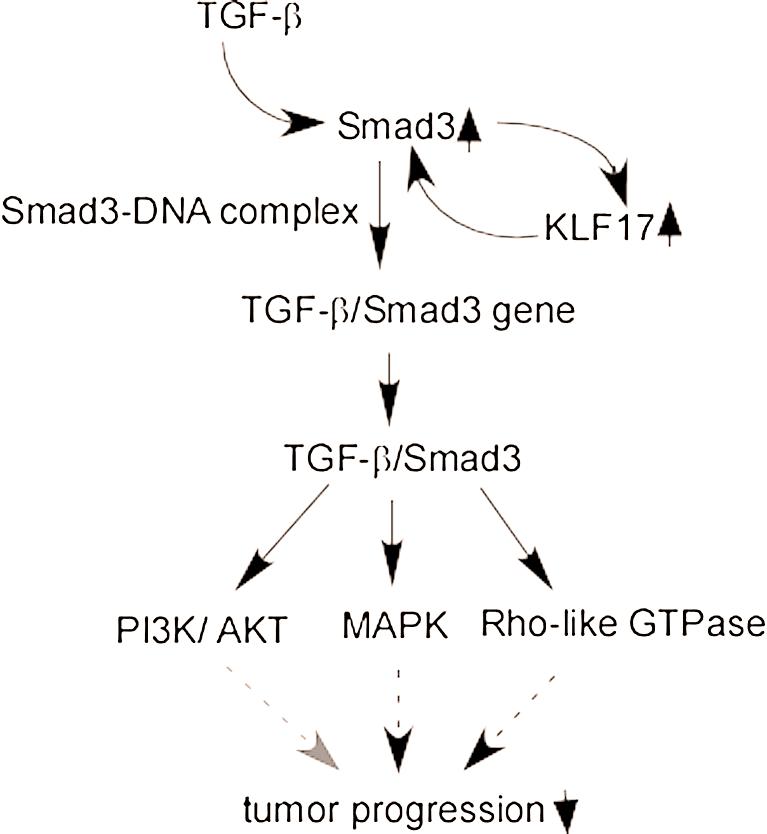 TGF-β
Smad3
Smad3-DNA complex
KLF17
TGF-β/Smad3 gene
TGF-β/Smad3
PI3K/ AKT MAPK Rho-like GTPase
tumor progression